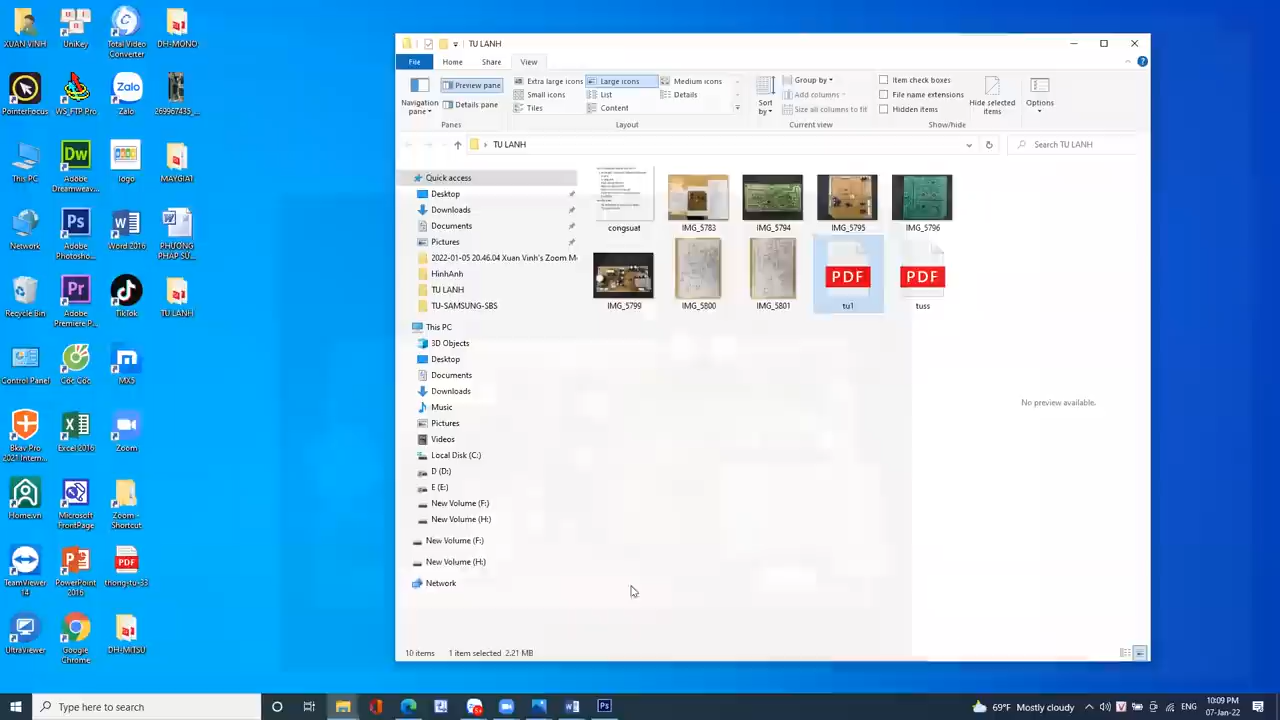 XUAN VINH
UniKey
Total Video
Converter
DH-MONO
PointerFocus
Zalo
This PC
Adobe
Dreamweav...
logo
MAYGIAT
Network
Adobe
Photosho...
Word 2016
PHƯƠNG
PHAP SU...
Recycle Bin
Adobe
Premiere P...
TikTok
TU LANH
Control Panel
Cốc Cốc
MX5
Bkav Pro
2021 Intern...
Excel 2016
Zoom
Home.vn
Microsoft
FrontPage
Zoom -
Shortcut
TeamViewer
14
PowerPoint
2016
PDF
UltraViewer
Google
Chrome
DH-MITSU
TU LANH
File
Home
Share
View
Navigation
pane
Preview pane
Details pane
Panes
Extra large icons
Large icons
Medium icons
Small icons
List
Details
Tiles
Content
Layout
Sort
by
Group by
Add columns
Size all columns to fit
Current view
Item check boxes
File name extensions
Hidden items
Hide selected
items
Show/hide
Options
TU LANH
Search TU LANH
Quick access
Desktop
Downloads
Documents
Pictures
2022-01-05 20.46.04 Xuan Vinh's Zoom M
HinhAnh
TU LANH
TU-SAMSUNG-SBS
This PC
3D Objects
Desktop
Documents
Downloads
Music
Pictures
Videos
Local Disk (C:)
D (D:)
E (E:)
New Volume (F:)
New Volume (H:)
New Volume (F:)
New Volume (H:)
Network
congsuat
IMG_5783
IMG_5794
IMG_5795
IMG_5796
PDF
PDF
IMG_5799
IMG_5800
IMG_5801
tu1
tuss
No preview available.
10 items
1 item selected 2.21 MB
Type here to search
69°F Mostly cloudy
ENG
10:09 PM
07-Jan-22